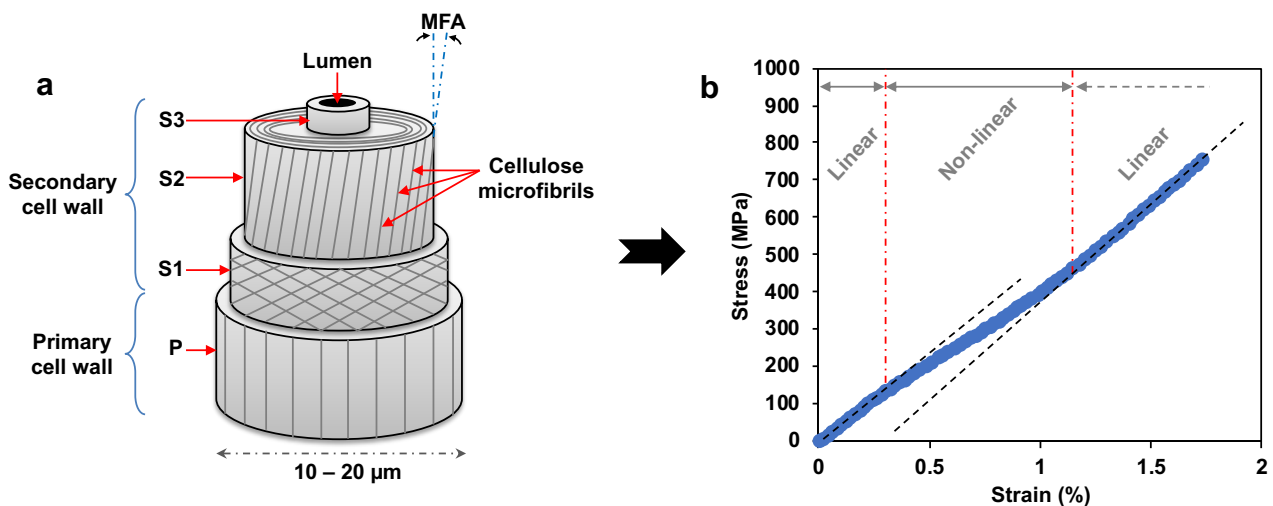 a
MFA
Lumen
S3
S2
Secondary
cell wall
Cellulose
microfibrils
S1
Primary
cell wall
P
10 – 20 µm
b
Stress (MPa)
1000
900
800
700
600
500
400
300
200
100
0
Linear
Non-linear
Linear
0
0.5
1
1.5
2
Strain (%)